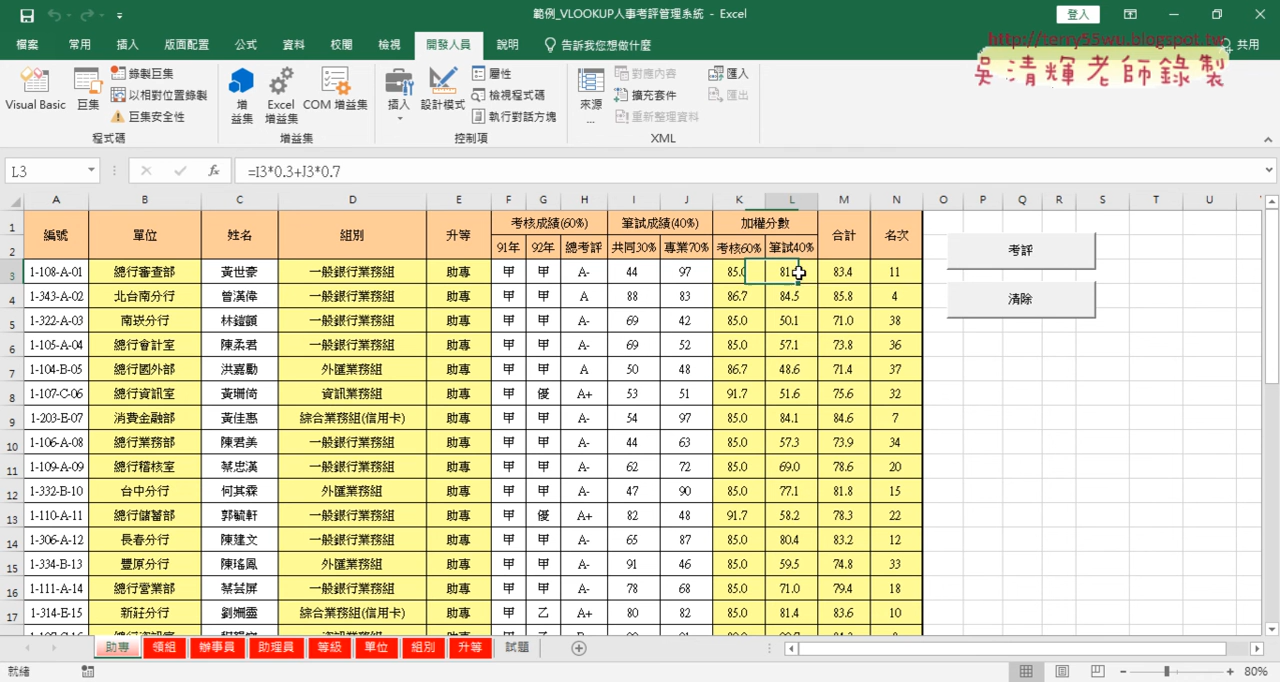 範例_VLOOKUP人事考評管理系統 - Excel
登入
檔案 常用 插入 版面配置 公式 資料 校閱 檢視 開發人員 說明 告訴我您想做什麼 共用
http://terry55wu.blogspot.tw
吳清輝老師錄製
Visual Basic 巨集 錄製巨集 以相對位置錄製 巨集安全性
程式碼
增益集 Excel 增益集 COM 增益集
增益集
插入 設計模式 屬性 檢視程式碼 執行對話方塊
控制項
來源... 對應內容 擴充套件 重新整理資料 匯入 匯出
XML
L3 =I3*0.3+J3*0.7
A B C D E F G H I J K L M N O P Q R S T U
1 編號 單位 姓名 組別 升等 考核成績(60%) 筆試成績(40%) 加權分數 合計 名次
2 91年 92年 總考評 共同30% 專業70% 考核60% 筆試40%
考評
清除
3 1-108-A-01 總行審查部 黃世豪 一般銀行業務組 助專 甲 甲 A- 44 97 85.0 81. 83.4 11
4 1-343-A-02 北台南分行 曾漢偉 一般銀行業務組 助專 甲 甲 A 88 83 86.7 84.5 85.8 4
5 1-322-A-03 南崁分行 林鎧顗 一般銀行業務組 助專 甲 甲 A- 69 42 85.0 50.1 71.0 38
6 1-105-A-04 總行會計室 陳柔君 一般銀行業務組 助專 甲 甲 A- 69 52 85.0 57.1 73.8 36
7 1-104-B-05 總行國外部 洪嘉勵 外匯業務組 助專 甲 甲 A 50 48 86.7 48.6 71.4 37
8 1-107-C-06 總行資訊室 黃珊倚 資訊業務組 助專 甲 優 A+ 53 51 91.7 51.6 75.6 32
9 1-203-E-07 消費金融部 黃佳惠 綜合業務組(信用卡) 助專 甲 甲 A- 54 97 85.0 84.1 84.6 7
10 1-106-A-08 總行業務部 陳君美 一般銀行業務組 助專 甲 甲 A- 44 63 85.0 57.3 73.9 34
11 1-109-A-09 總行稽核室 蔡忠漢 一般銀行業務組 助專 甲 甲 A- 62 72 85.0 69.0 78.6 20
12 1-332-B-10 台中分行 何其霖 外匯業務組 助專 甲 甲 A- 47 90 85.0 77.1 81.8 15
13 1-110-A-11 總行儲蓄部 郭毓軒 一般銀行業務組 助專 甲 優 A+ 82 48 91.7 58.2 78.3 22
14 1-306-A-12 長春分行 陳建文 一般銀行業務組 助專 甲 甲 A- 65 87 85.0 80.4 83.2 12
15 1-334-B-13 豐原分行 陳瑤鳳 外匯業務組 助專 甲 甲 A- 91 46 85.0 59.5 74.8 33
16 1-111-A-14 總行營業部 蔡芸屏 一般銀行業務組 助專 甲 甲 A- 78 68 85.0 71.0 79.4 18
17 1-314-E-15 新莊分行 劉姍靈 綜合業務組(信用卡) 助專 甲 乙 A+ 80 82 85.0 81.4 83.6 10
助專 領組 辦事員 助理員 等級 單位 組別 升等 試題
就緒 80%